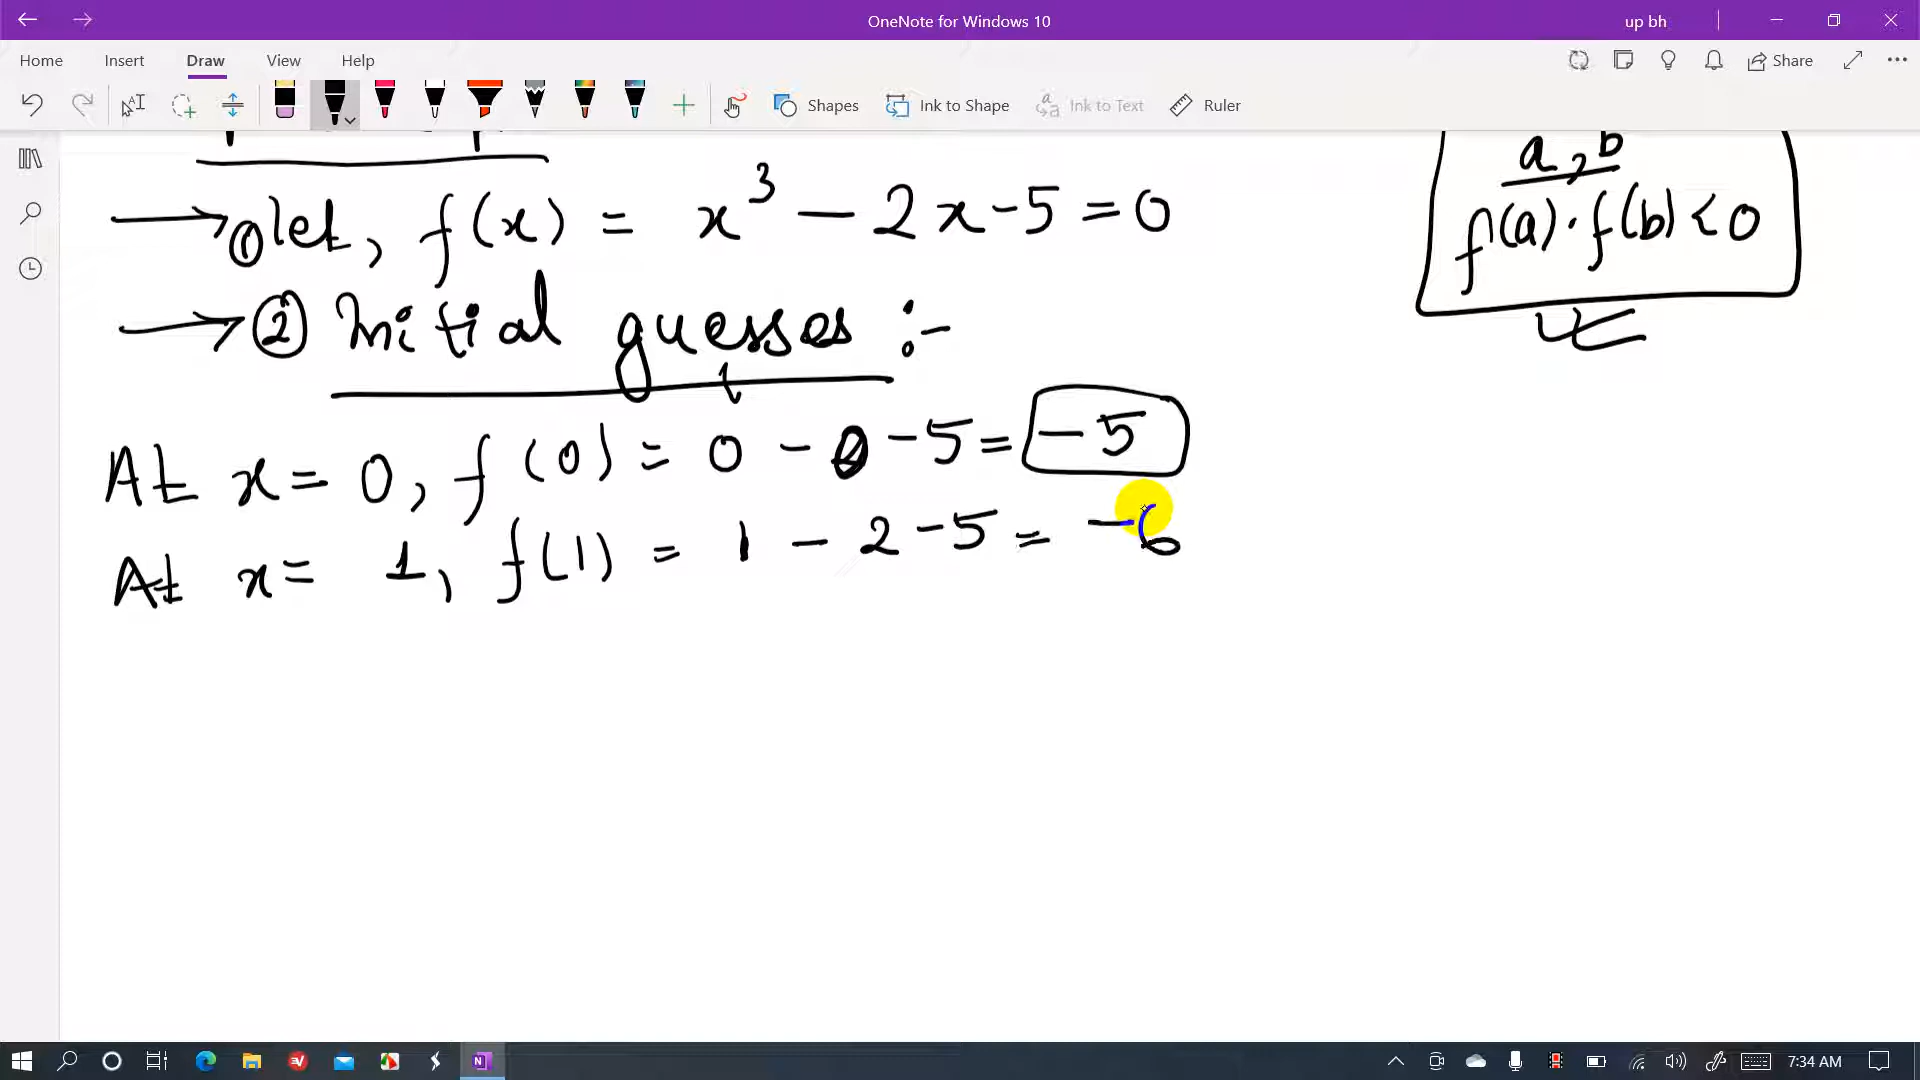 OneNote for Windows 10
up bh
Home Insert Draw View Help
Share
Shapes Ink to Shape Ink to Text Ruler
a, b
f(a) · f(b) < 0
→ ① let, f(x) = x³ − 2x − 5 = 0
→ ② Initial guesses :-
At x = 0, f(0) = 0 − 0 − 5 = −5
At x = 1, f(1) = 1 − 2 − 5 = −6
7:34 AM